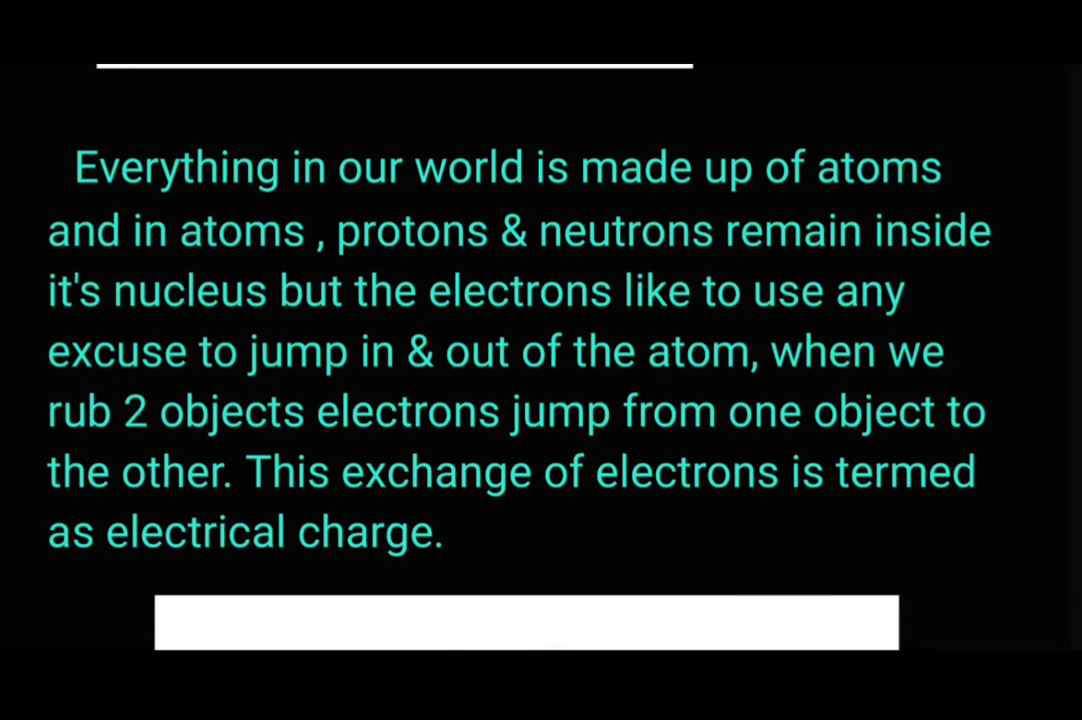 Everything in our world is made up of atoms
and in atoms , protons & neutrons remain inside
it's nucleus but the electrons like to use any
excuse to jump in & out of the atom, when we
rub 2 objects electrons jump from one object to
the other. This exchange of electrons is termed
as electrical charge.